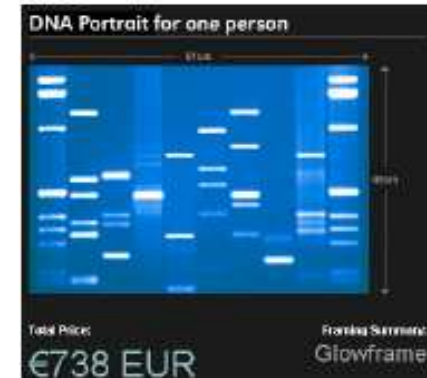 DNA Portrait for one person
Total Price:
Framing Summary:
€738 EUR
Glowframe